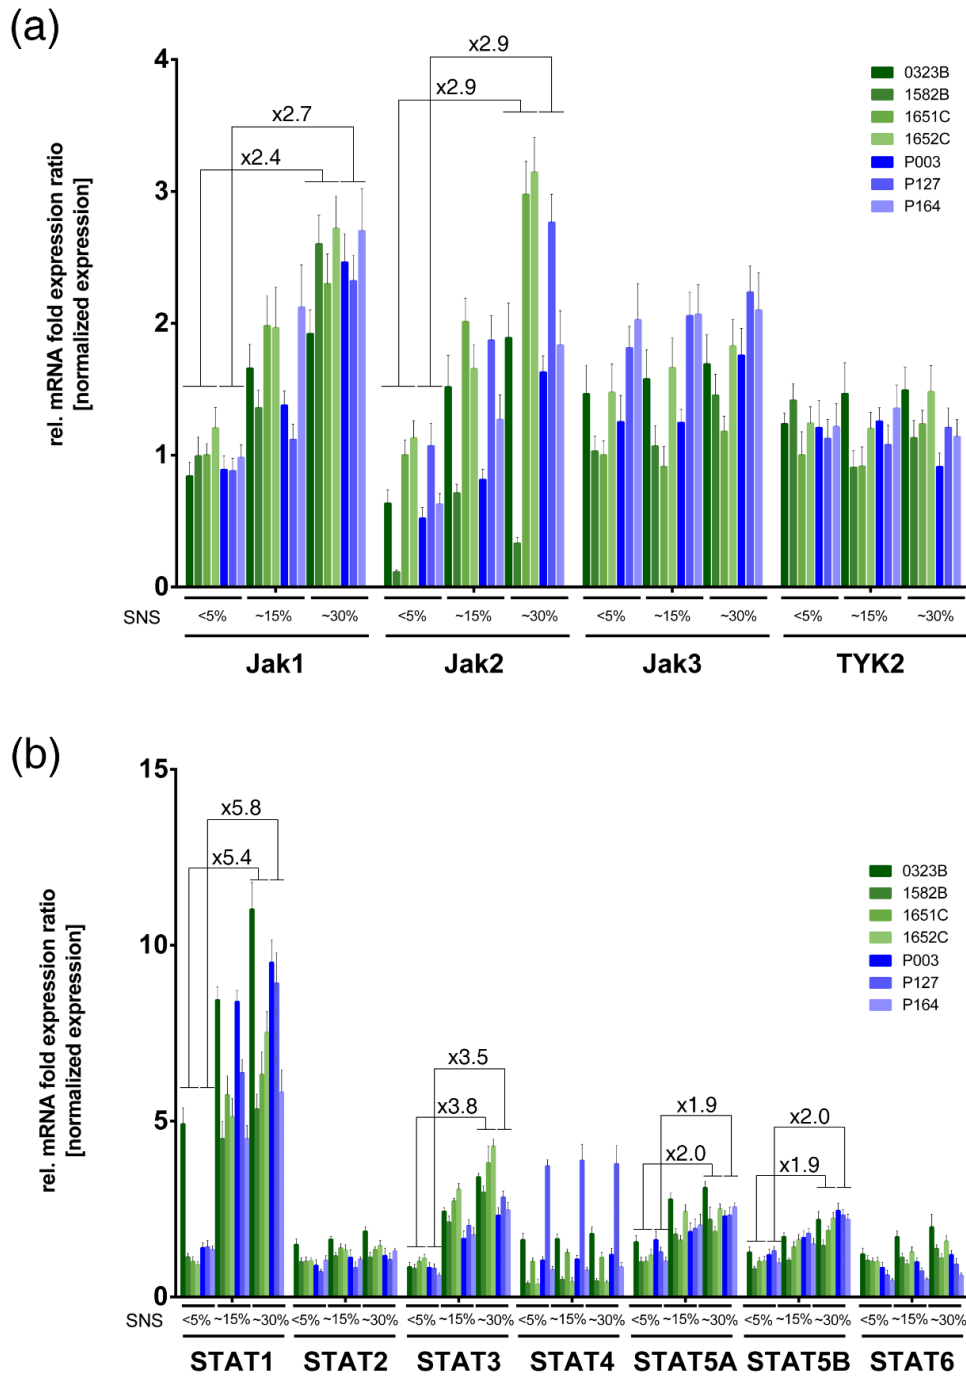 (a)
rel. mRNA fold expression ratio
[normalized expression]
4
3
2
1
0
x2.9
x2.9
x2.7
x2.4
0323B
1582B
1651C
1652C
P003
P127
P164
SNS <5% ~15% ~30% <5% ~15% ~30% <5% ~15% ~30% <5% ~15% ~30%
Jak1 Jak2 Jak3 TYK2
(b)
rel. mRNA fold expression ratio
[normalized expression]
15
10
5
0
x5.8
x5.4
x3.5
x3.8
x1.9
x2.0
x2.0
x1.9
0323B
1582B
1651C
1652C
P003
P127
P164
SNS <5% ~15% ~30% <5% ~15% ~30% <5% ~15% ~30% <5% ~15% ~30% <5% ~15% ~30% <5% ~15% ~30% <5% ~15% ~30%
STAT1 STAT2 STAT3 STAT4 STAT5A STAT5B STAT6